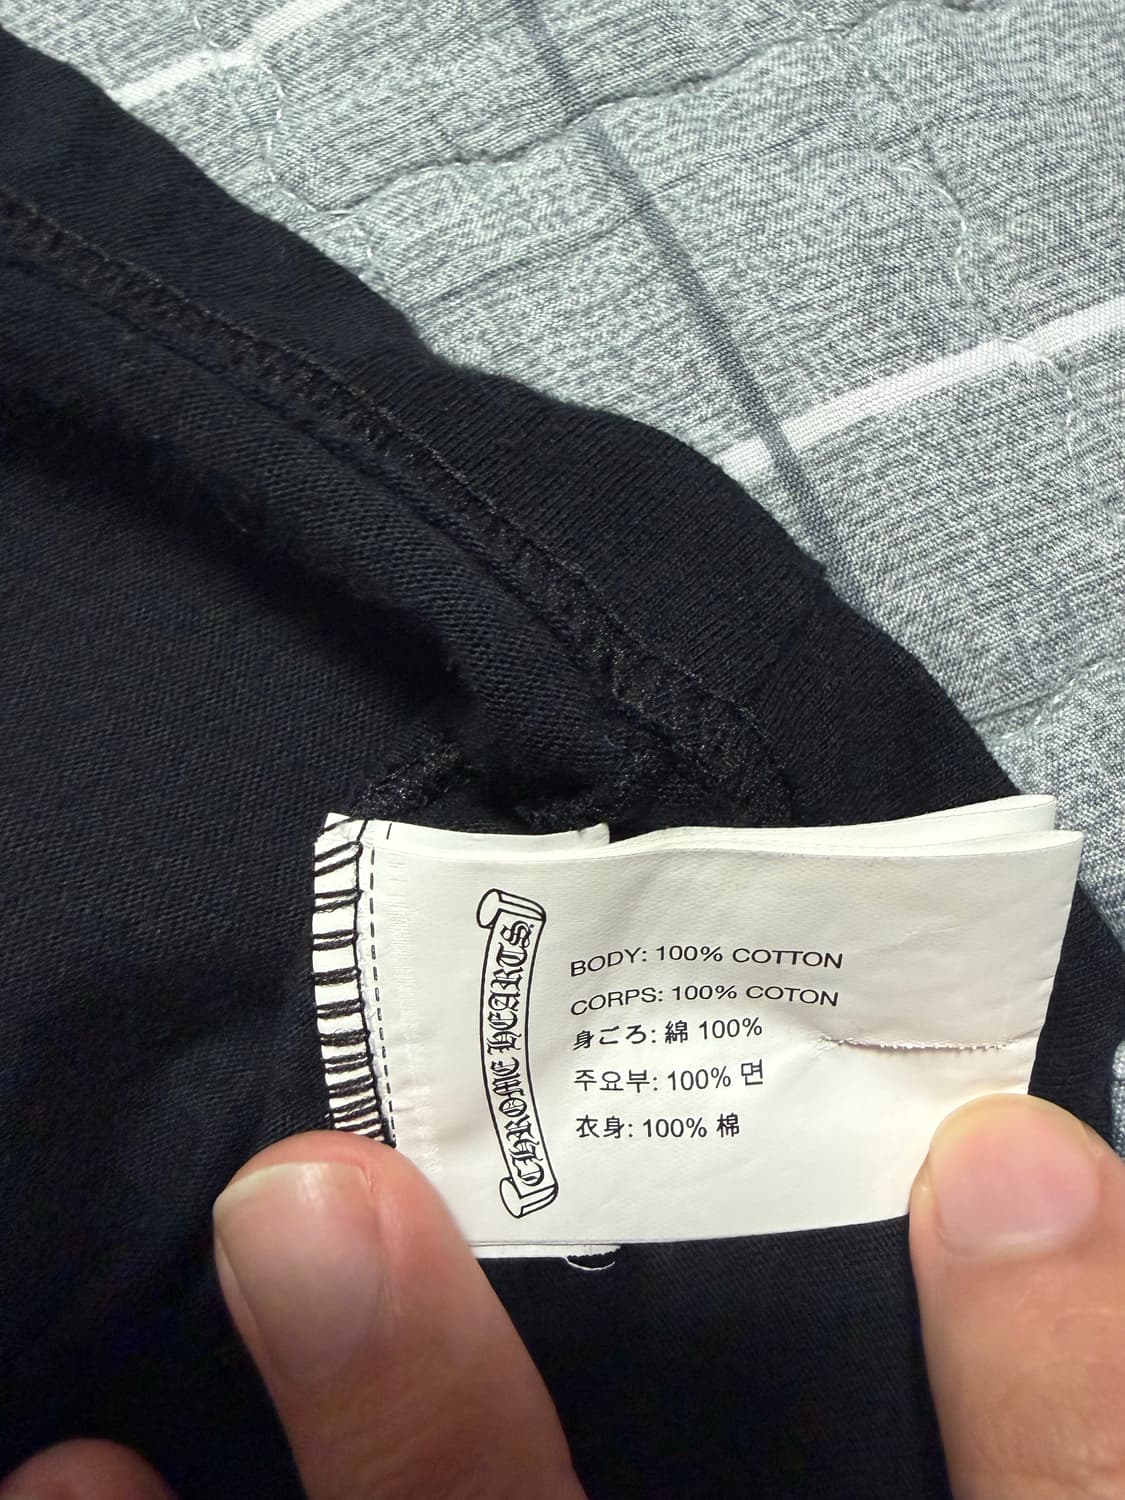 CHROME HEARTS
BODY: 100% COTTON
CORPS: 100% COTON
身ごろ: 綿 100%
주요부: 100% 면
衣身: 100% 棉